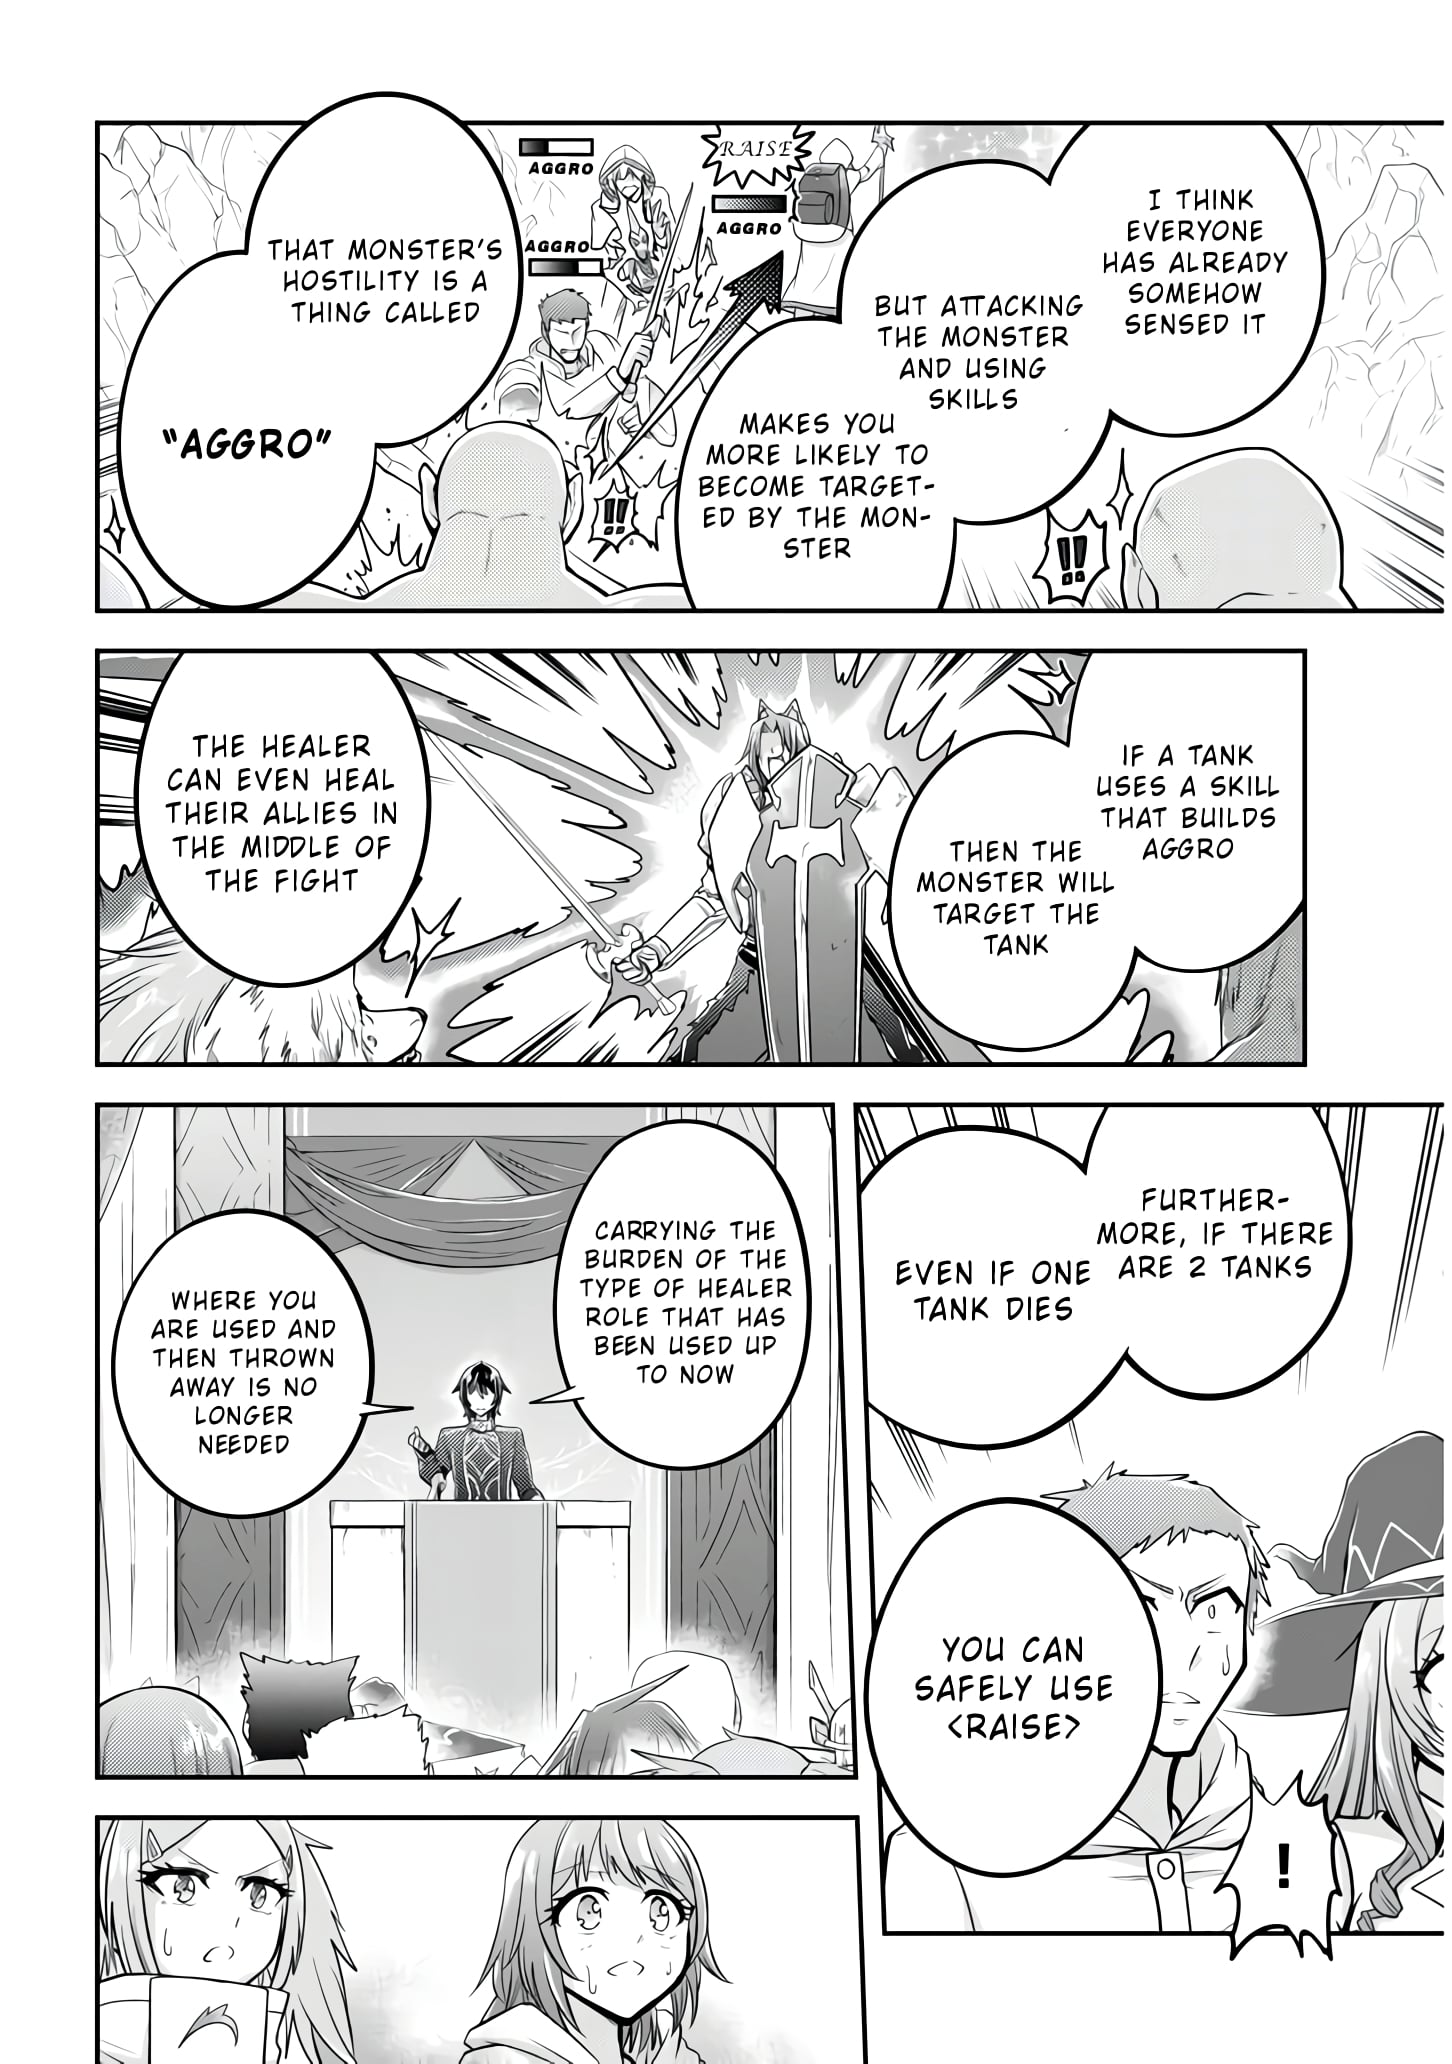 I THINK
EVERYONE
HAS ALREADY
SOMEHOW
SENSED IT
BUT ATTACKING
THE MONSTER
AND USING
SKILLS
MAKES YOU
MORE LIKELY TO
BECOME TARGET-
ED BY THE MON-
STER
RAISE
AGGRO
AGGRO
AGGRO
THAT MONSTER'S
HOSTILITY IS A
THING CALLED
"AGGRO"
!!
!!
IF A TANK
USES A SKILL
THAT BUILDS
AGGRO
THEN THE
MONSTER WILL
TARGET THE
TANK
THE HEALER
CAN EVEN HEAL
THEIR ALLIES IN
THE MIDDLE OF
THE FIGHT
FURTHER-
MORE, IF THERE
ARE 2 TANKS
EVEN IF ONE
TANK DIES
YOU CAN
SAFELY USE
<RAISE>
!
CARRYING THE
BURDEN OF THE
TYPE OF HEALER
ROLE THAT HAS
BEEN USED UP
TO NOW
WHERE YOU
ARE USED AND
THEN THROWN
AWAY IS NO
LONGER
NEEDED